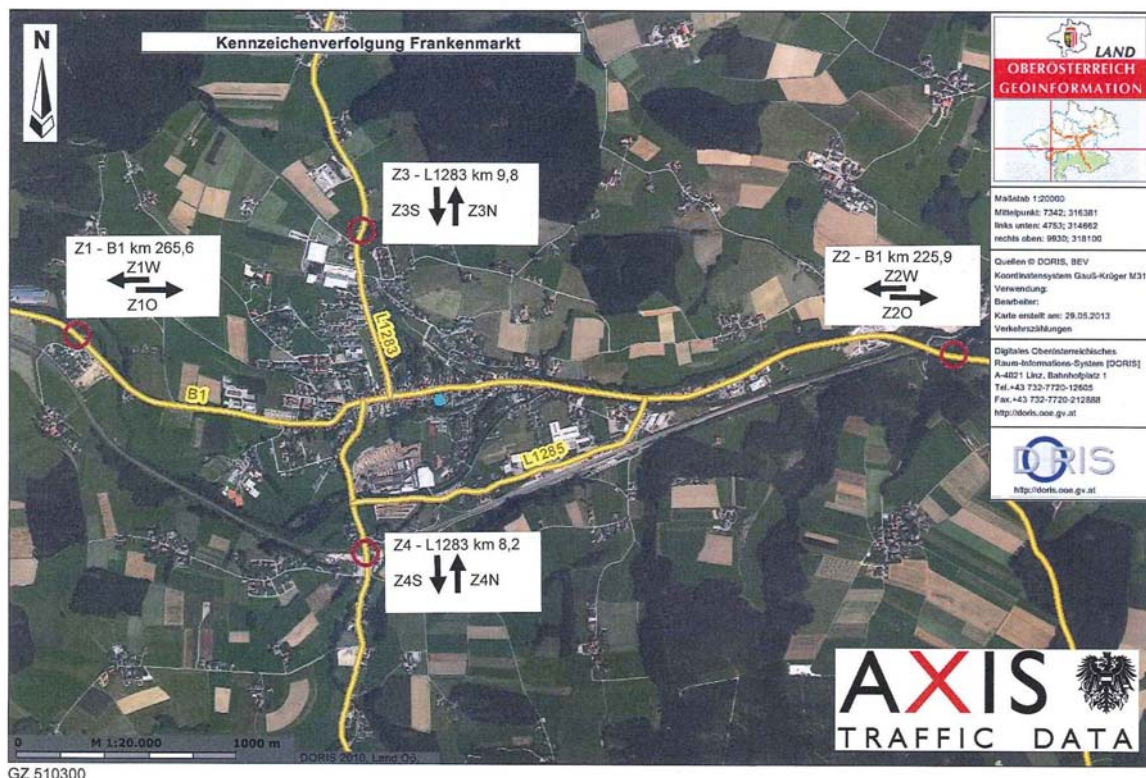 N
Kennzeichenverfolgung Frankenmarkt
LAND
OBERÖSTERREICH
GEOINFORMATION
Maßstab 1:20000
Mittelpunkt: 7342; 316381
links unten: 4753; 314662
rechts oben: 9930; 318100
Quellen © DORIS, BEV
Koordinatensystem Gauß-Krüger M31
Verwendung:
Bearbeiter:
Karte erstellt am: 29.05.2013
Verkehrszählungen
Digitales Oberösterreichisches
Raum-Informations-System [DORIS]
A-4021 Linz, Bahnhofplatz 1
Tel.+43 732-7720-12605
Fax.+43 732-7720-212888
http://doris.ooe.gv.at
DORIS
http://doris.ooe.gv.at
Z3 - L1283 km 9,8
Z3S Z3N
Z1 - B1 km 265,6
Z1W
Z1O
Z2 - B1 km 225,9
Z2W
Z2O
L1283
B1
L1285
Z4 - L1283 km 8,2
Z4S Z4N
AXIS
TRAFFIC DATA
0 M 1:20.000 1000 m
DORIS 2010, Land Oö.
GZ 510300